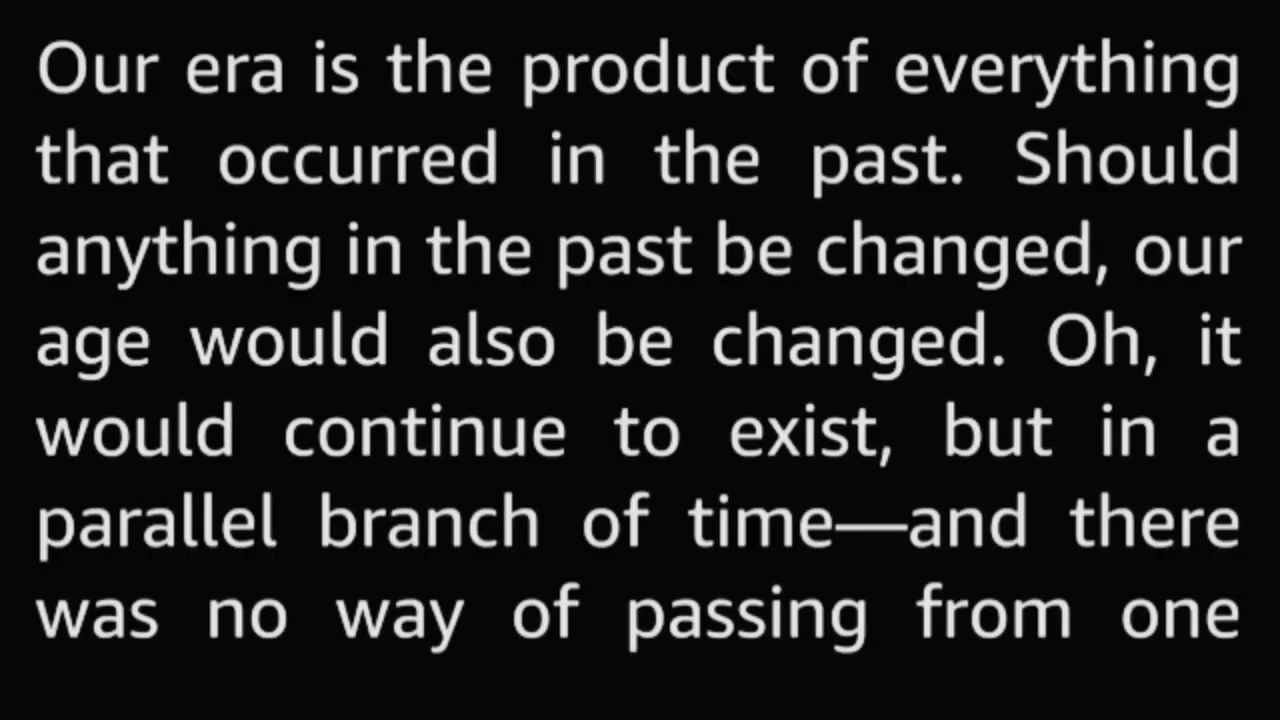 Our era is the product of everything
that occurred in the past. Should
anything in the past be changed, our
age would also be changed. Oh, it
would continue to exist, but in a
parallel branch of time—and there
was no way of passing from one